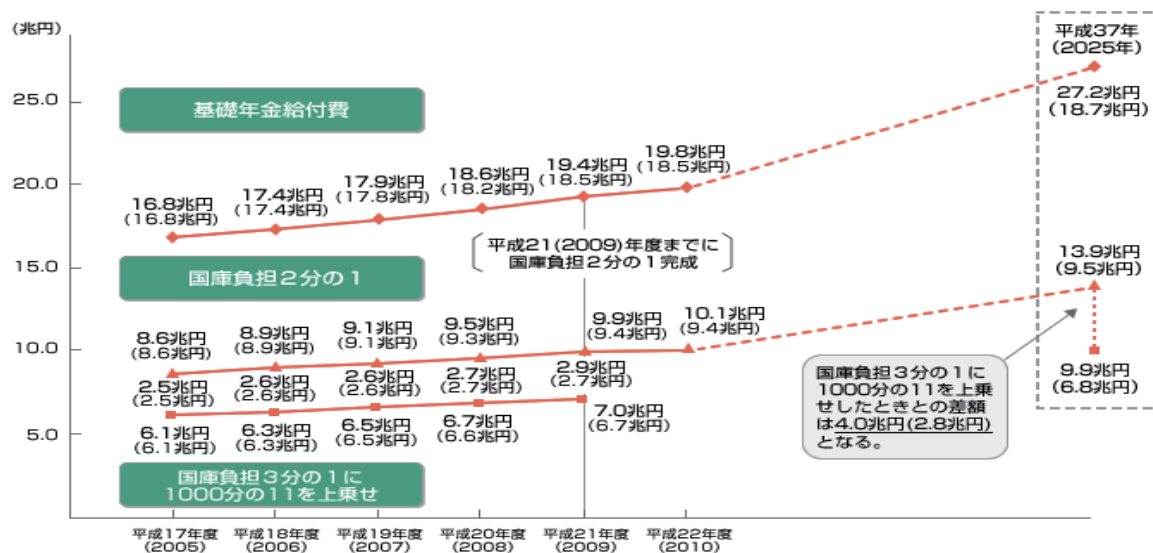 (兆円)
25.0
20.0
15.0
10.0
5.0
基礎年金給付費
16.8兆円
(16.8兆円)
17.4兆円
(17.4兆円)
17.9兆円
(17.8兆円)
18.6兆円
(18.2兆円)
19.4兆円
(18.5兆円)
19.8兆円
(18.5兆円)
平成37年
(2025年)
27.2兆円
(18.7兆円)
平成21(2009)年度までに
国庫負担2分の1完成
国庫負担2分の1
8.6兆円
(8.6兆円)
8.9兆円
(8.9兆円)
9.1兆円
(9.1兆円)
9.5兆円
(9.3兆円)
9.9兆円
(9.4兆円)
10.1兆円
(9.4兆円)
13.9兆円
(9.5兆円)
2.5兆円
(2.5兆円)
2.6兆円
(2.6兆円)
2.6兆円
(2.6兆円)
2.7兆円
(2.7兆円)
2.9兆円
(2.7兆円)
6.1兆円
(6.1兆円)
6.3兆円
(6.3兆円)
6.5兆円
(6.5兆円)
6.7兆円
(6.6兆円)
7.0兆円
(6.7兆円)
9.9兆円
(6.8兆円)
国庫負担3分の1に
1000分の11を上乗
せしたときとの差額
は4.0兆円(2.8兆円)
となる。
国庫負担3分の1に
1000分の11を上乗せ
平成17年度
(2005)
平成18年度
(2006)
平成19年度
(2007)
平成20年度
(2008)
平成21年度
(2009)
平成22年度
(2010)